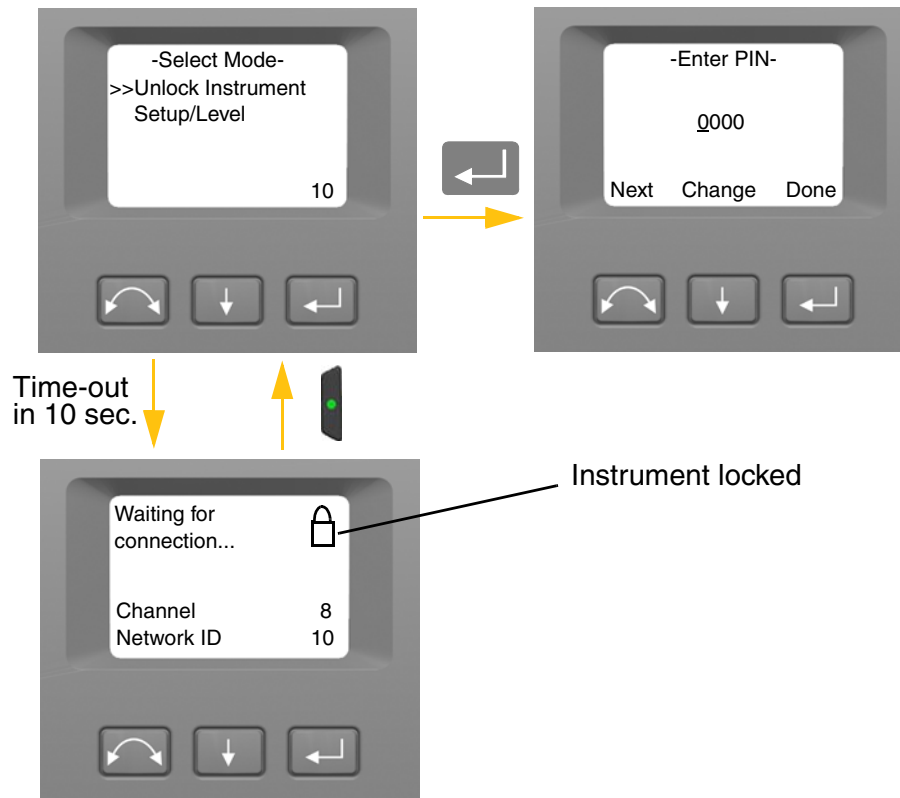 -Select Mode-
>>Unlock Instrument
Setup/Level
10
-Enter PIN-
0000
Next Change Done
Time-out
in 10 sec.
Instrument locked
Waiting for
connection...
Channel 8
Network ID 10